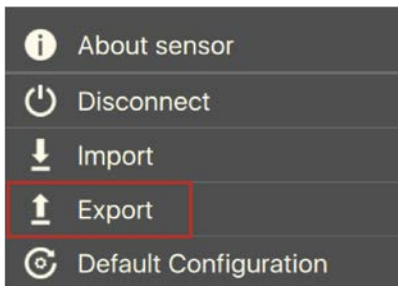 About sensor
Disconnect
Import
Export
Default Configuration